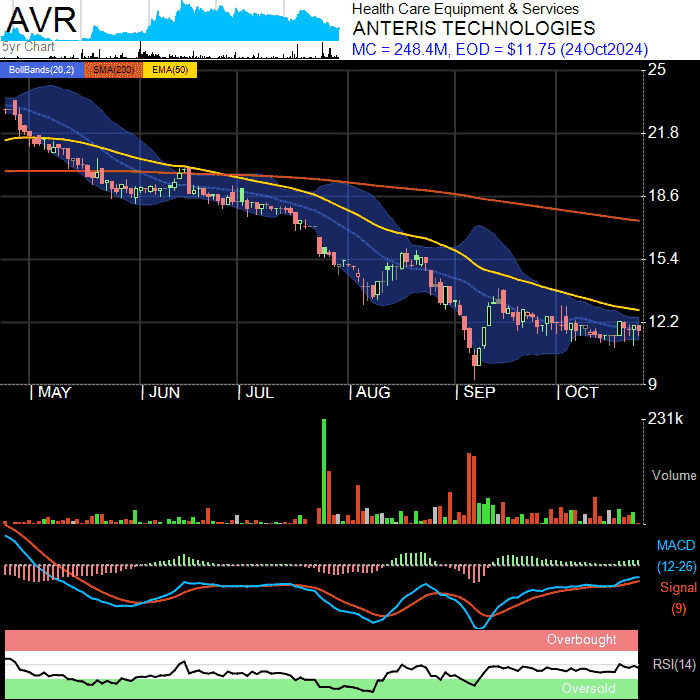 AVR
5yr Chart
Health Care Equipment & Services
ANTERIS TECHNOLOGIES
MC = 248.4M, EOD = $11.75 (24Oct2024)
BollBands(20,2) SMA(200) EMA(50)
25
21.8
18.6
15.4
12.2
9
MAY JUN JUL AUG SEP OCT
231k
Volume
MACD
(12-26)
Signal
(9)
Overbought
RSI(14)
Oversold